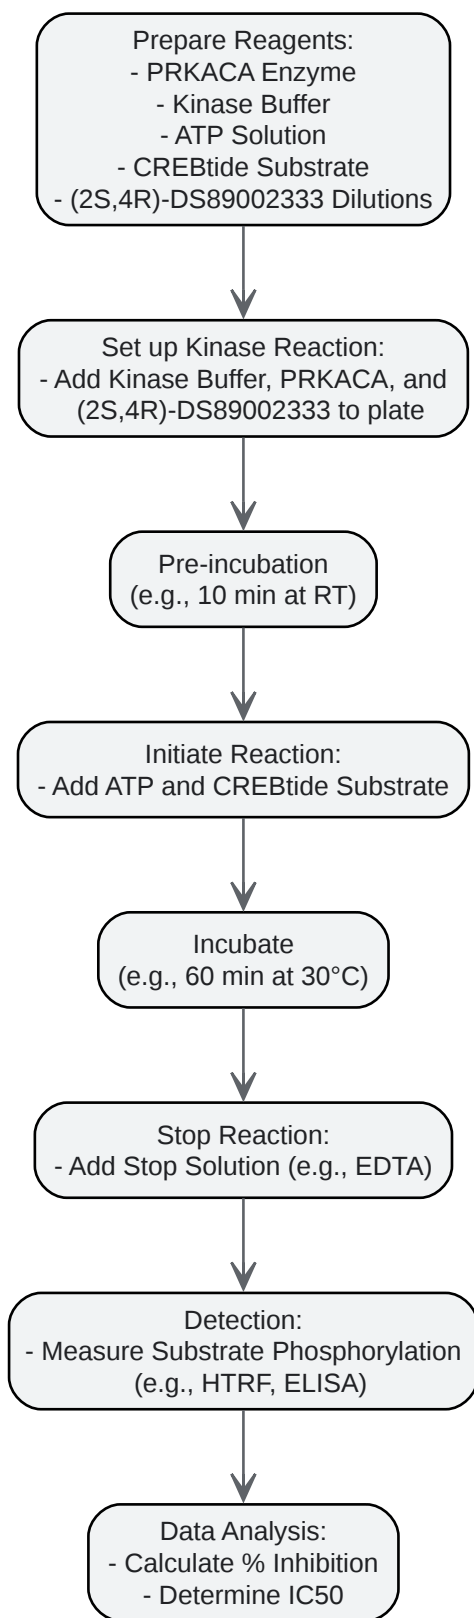 Prepare Reagents:
- PRKACA Enzyme
- Kinase Buffer
- ATP Solution
- CREBtide Substrate
- (2S,4R)-DS89002333 Dilutions
Set up Kinase Reaction:
- Add Kinase Buffer, PRKACA, and
(2S,4R)-DS89002333 to plate
Pre-incubation
(e.g., 10 min at RT)
Initiate Reaction:
- Add ATP and CREBtide Substrate
Incubate
(e.g., 60 min at 30°C)
Stop Reaction:
- Add Stop Solution (e.g., EDTA)
Detection:
- Measure Substrate Phosphorylation
(e.g., HTRF, ELISA)
Data Analysis:
- Calculate % Inhibition
- Determine IC50